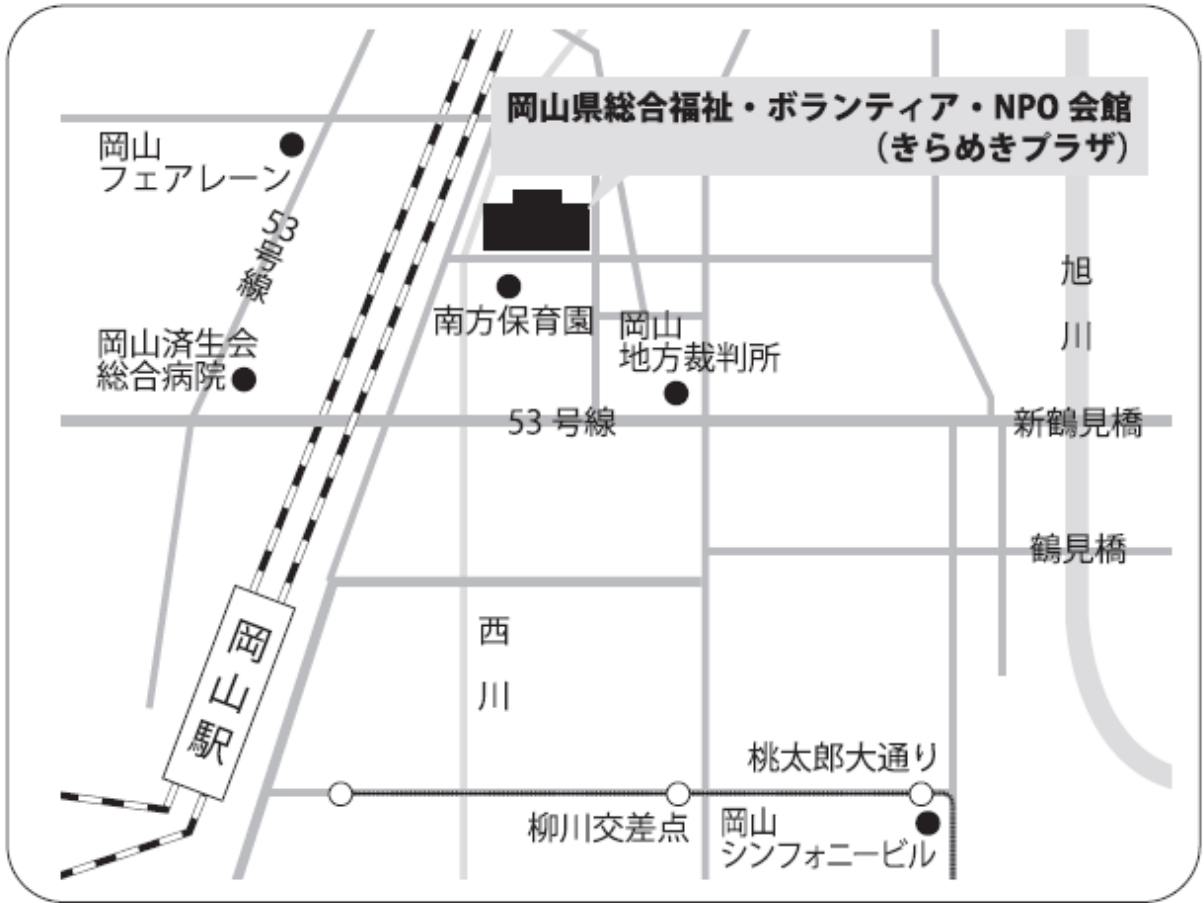 岡山県総合福祉・ボランティア・NPO 会館
(きらめきプラザ)
岡山
フェアレーン
53号線
旭川
南方保育園
岡山
地方裁判所
岡山済生会
総合病院
53 号線
新鶴見橋
鶴見橋
西川
岡山駅
桃太郎大通り
柳川交差点
岡山
シンフォニービル